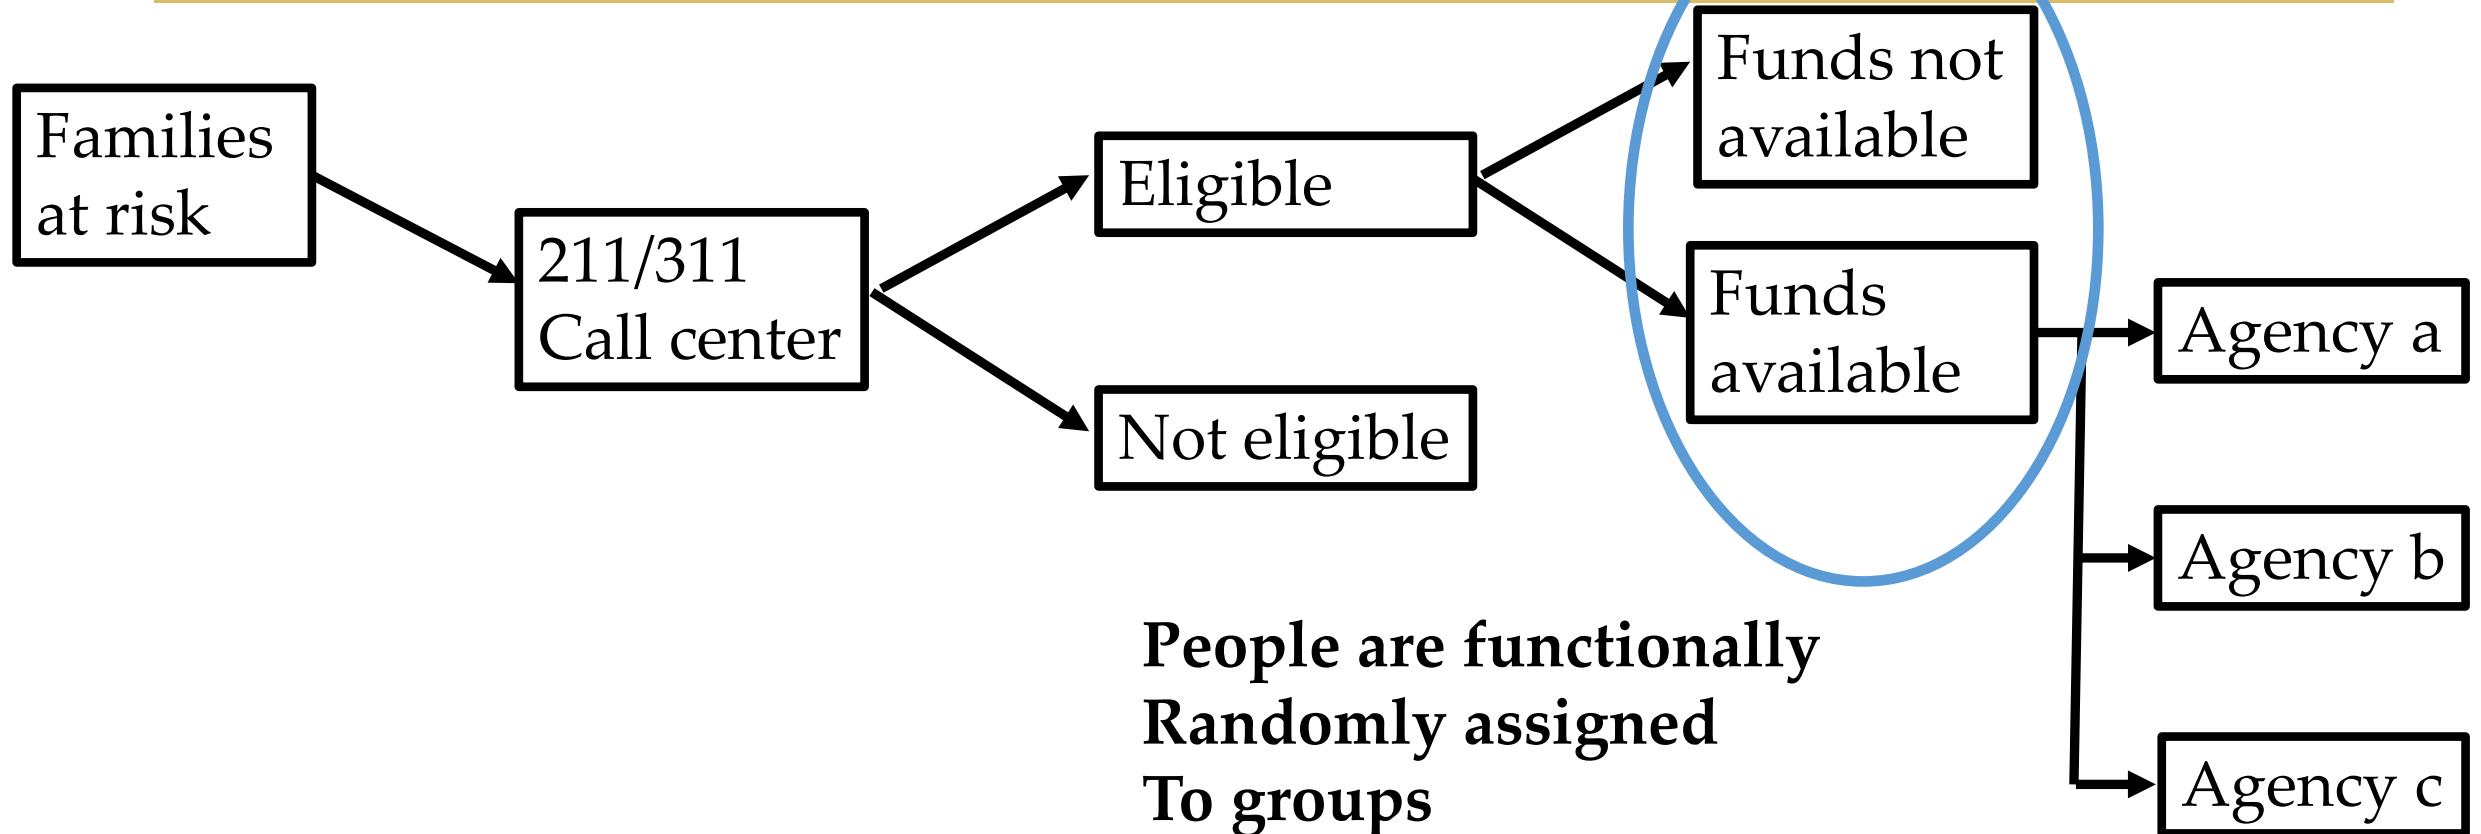 Families
at risk
211/311
Call center
Eligible
Not eligible
Funds not
available
Funds
available
Agency a
Agency b
Agency c
People are functionally
Randomly assigned
To groups